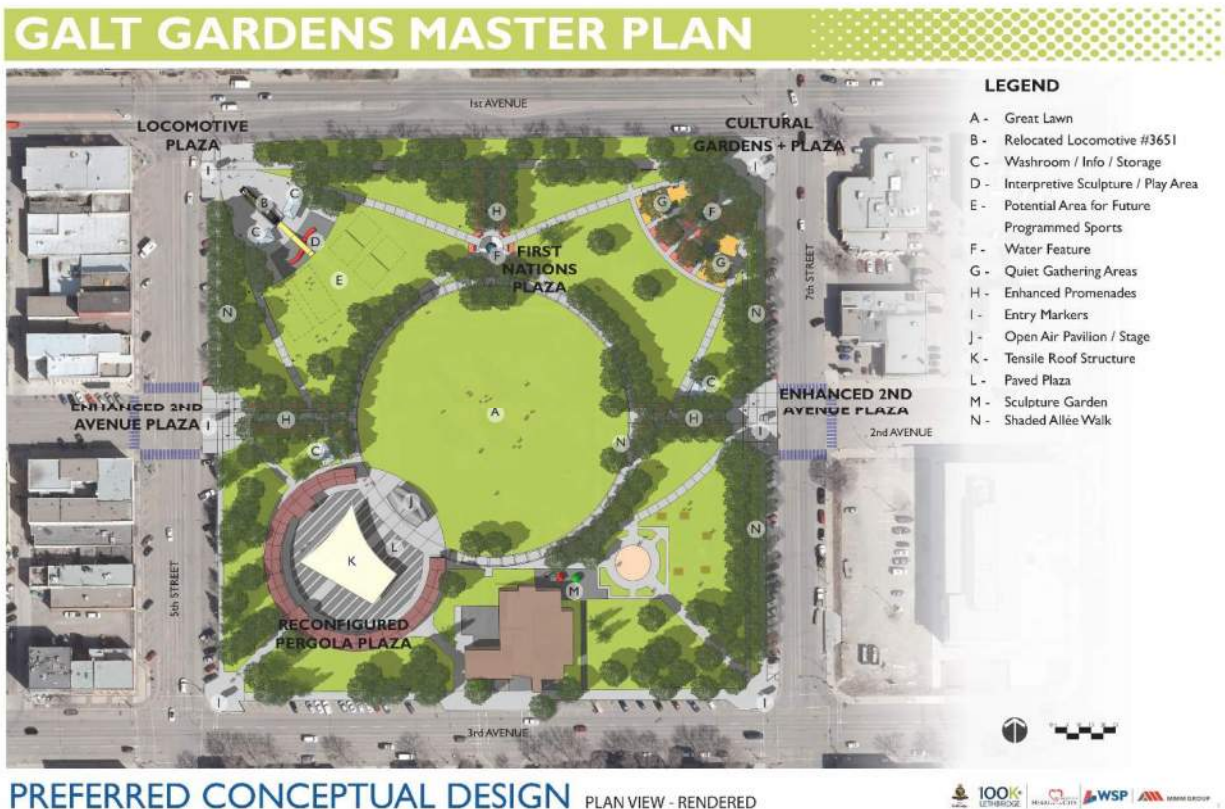 GALT GARDENS MASTER PLAN
1st AVENUE
LOCOMOTIVE
PLAZA
CULTURAL
GARDENS + PLAZA
I
I
C
B
C
D
H
F
FIRST
NATIONS
PLAZA
E
G
F
G
7th STREET
N
N
C
ENHANCED 2ND
AVENUE PLAZA
I
H
A
N
H
I
ENHANCED 2ND
AVENUE PLAZA
2nd AVENUE
C
J
L
K
N
M
5th STREET
RECONFIGURED
PERGOLA PLAZA
I
I
3rd AVENUE
LEGEND
A - Great Lawn
B - Relocated Locomotive #3651
C - Washroom / Info / Storage
D - Interpretive Sculpture / Play Area
E - Potential Area for Future
Programmed Sports
F - Water Feature
G - Quiet Gathering Areas
H - Enhanced Promenades
I - Entry Markers
J - Open Air Pavilion / Stage
K - Tensile Roof Structure
L - Paved Plaza
M - Sculpture Garden
N - Shaded Allée Walk
PREFERRED CONCEPTUAL DESIGN PLAN VIEW - RENDERED
100K+
LETHBRIDGE
WSP
MMM GROUP